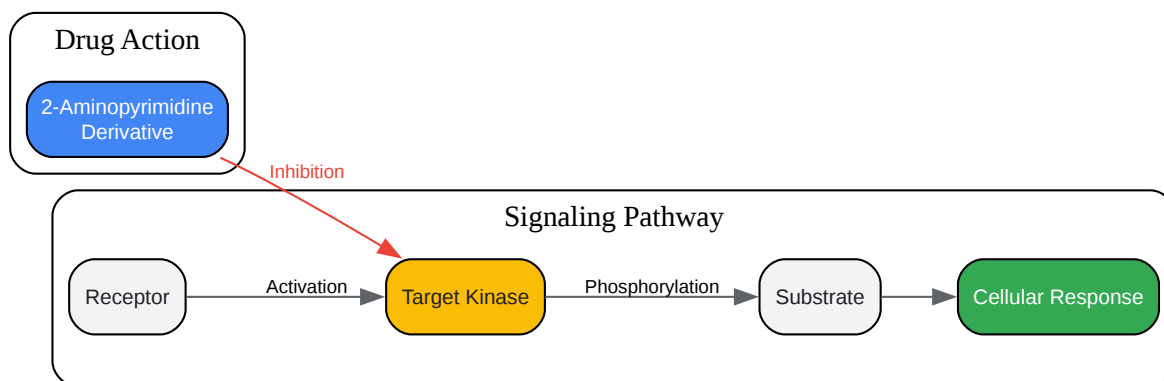 Drug Action
2-Aminopyrimidine
Derivative
Inhibition
Signaling Pathway
Receptor
Activation
Target Kinase
Phosphorylation
Substrate
Cellular Response